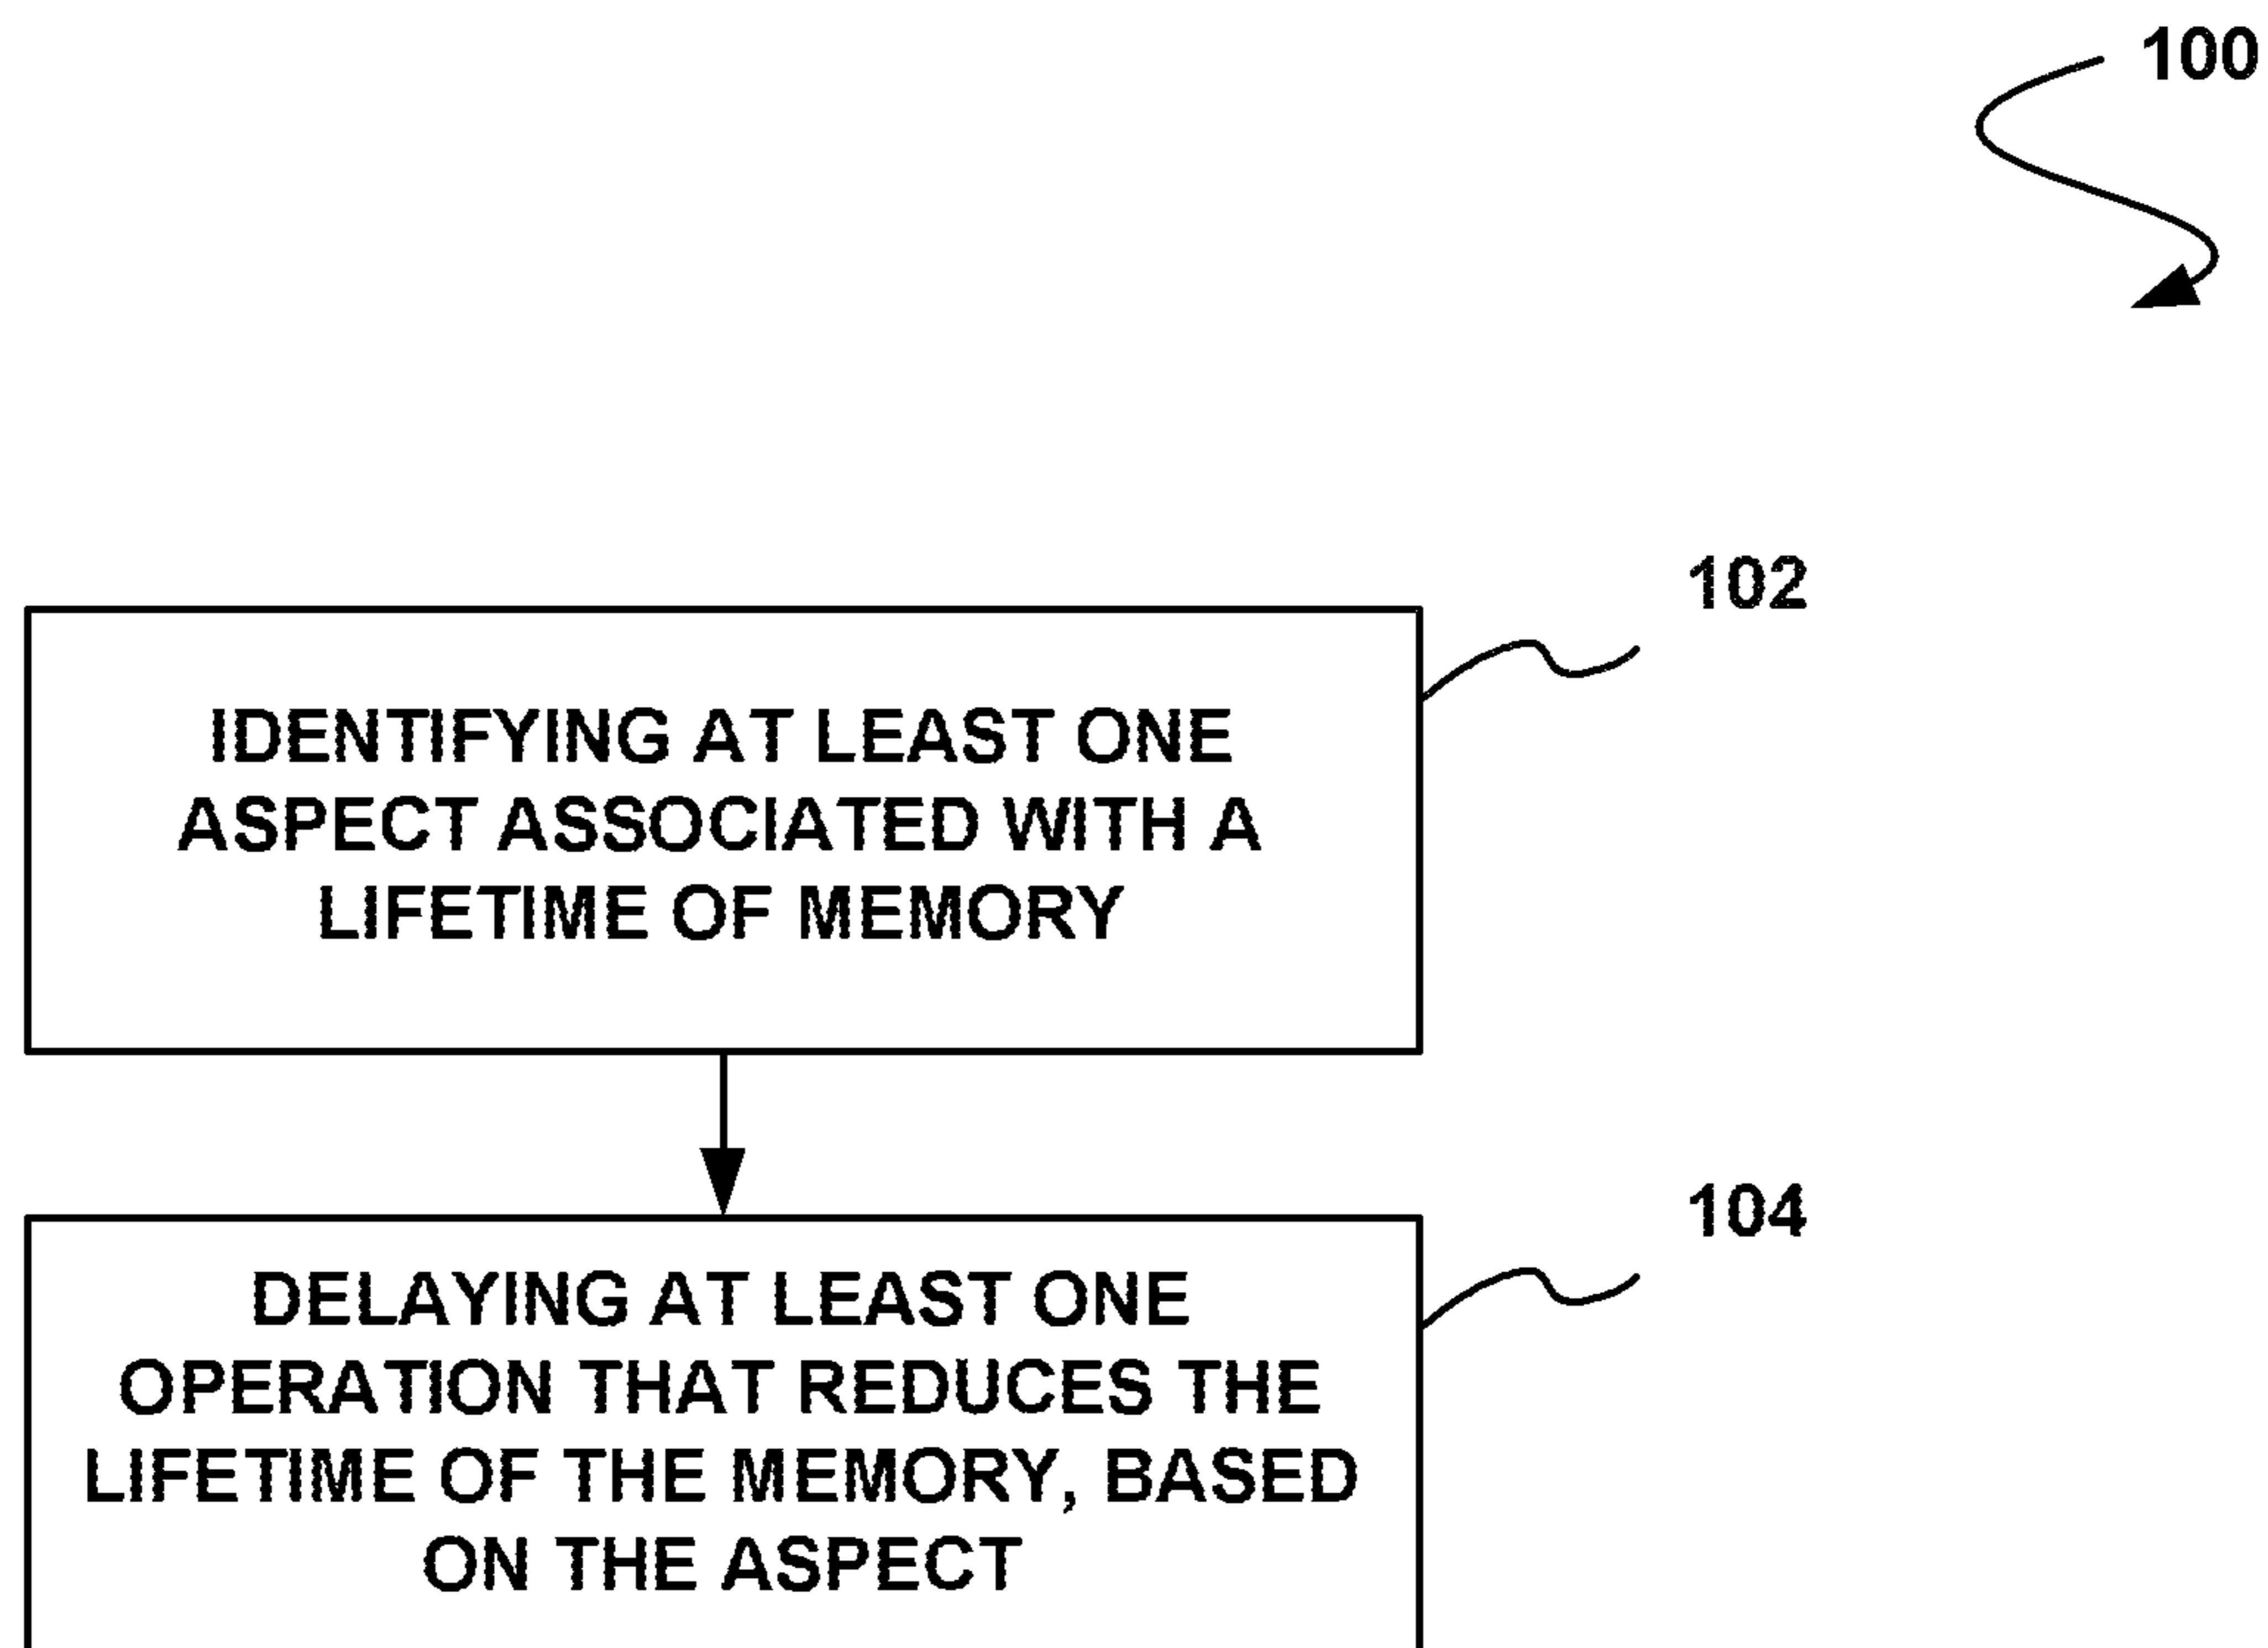 100
102
IDENTIFYING AT LEAST ONE
ASPECT ASSOCIATED WITH A
LIFETIME OF MEMORY
104
DELAYING AT LEAST ONE
OPERATION THAT REDUCES THE
LIFETIME OF THE MEMORY, BASED
ON THE ASPECT